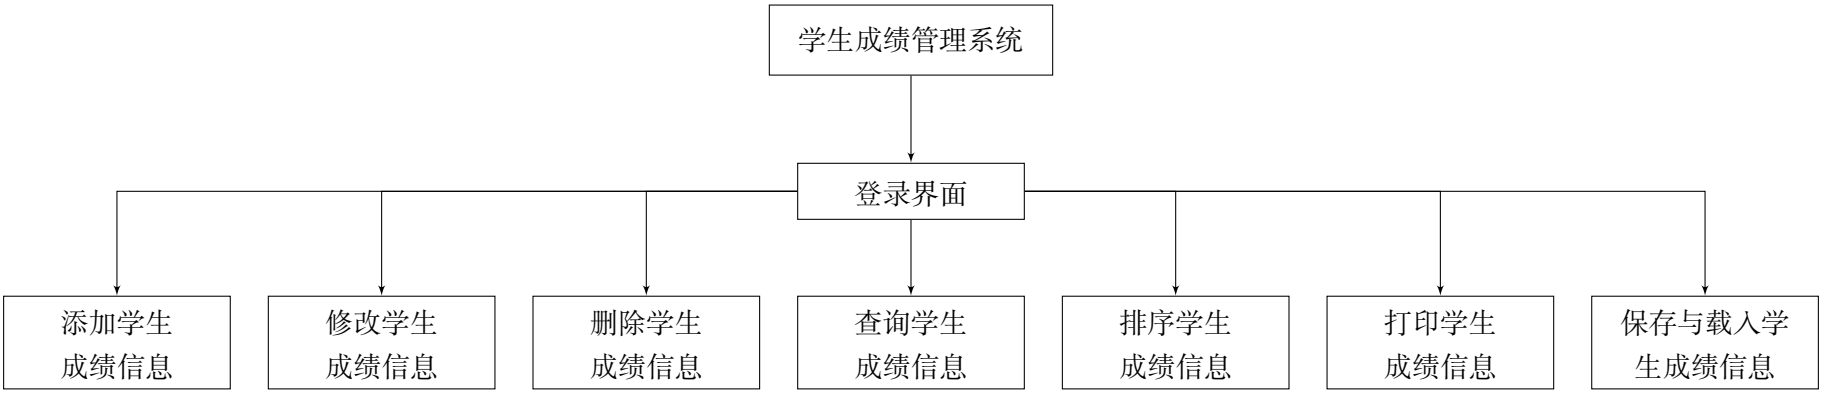 学生成绩管理系统
登录界面
添加学生
成绩信息
修改学生
成绩信息
删除学生
成绩信息
查询学生
成绩信息
排序学生
成绩信息
打印学生
成绩信息
保存与载入学
生成绩信息